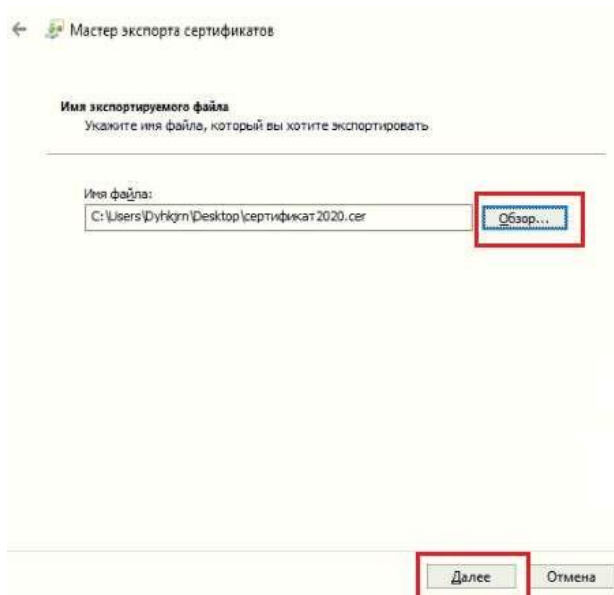 Мастер экспорта сертификатов
Имя экспортируемого файла
Укажите имя файла, который вы хотите экспортировать
Имя файла:
C:\Users\Dyhkjrn\Desktop\сертификат2020.cer
Обзор...
Далее
Отмена